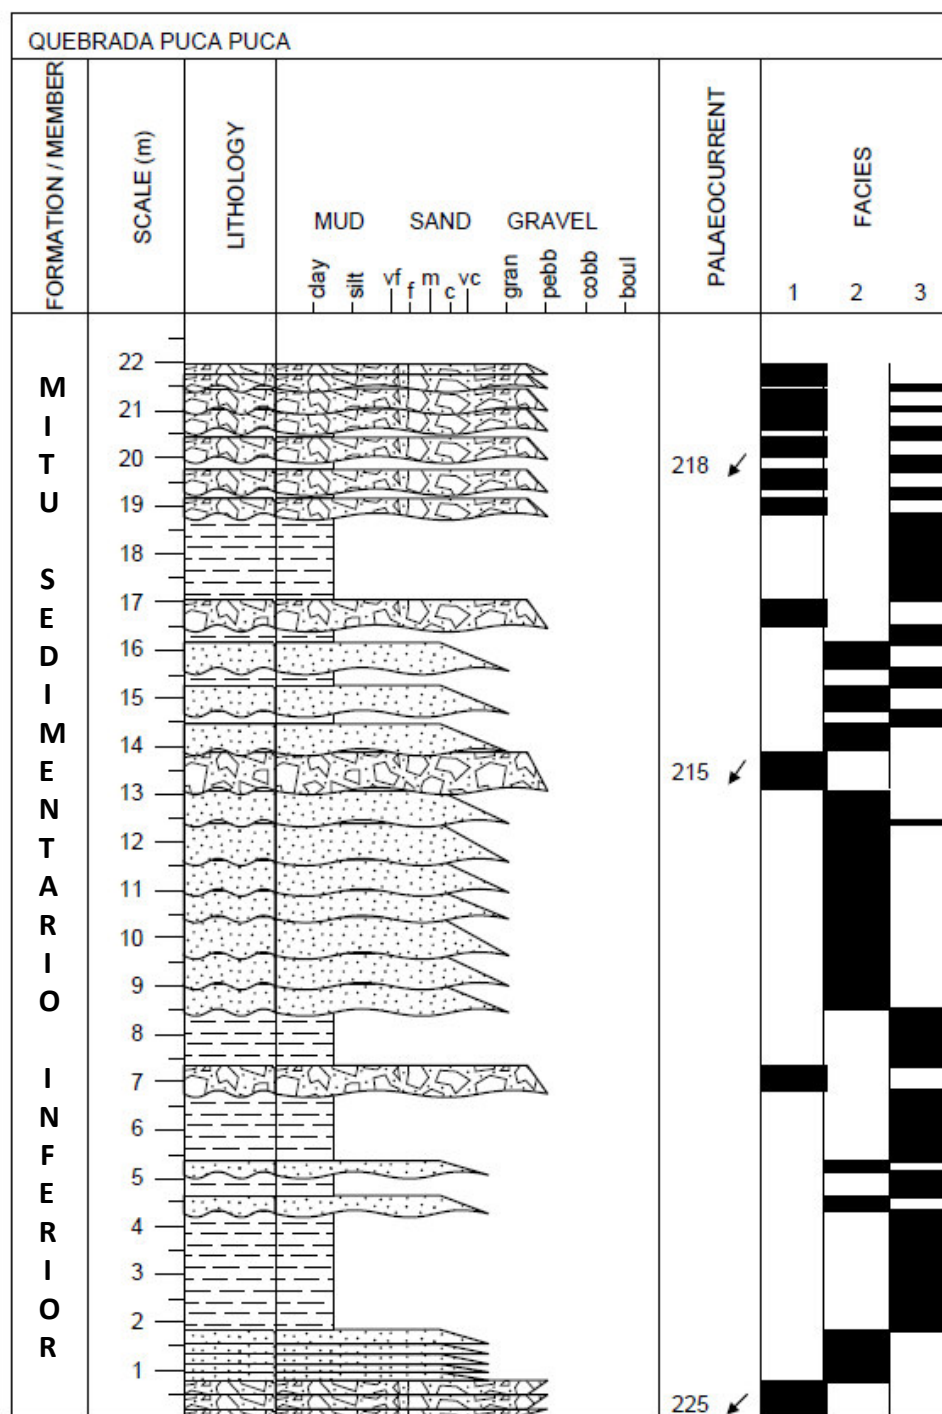 QUEBRADA PUCA PUCA
FORMATION / MEMBER
SCALE (m)
LITHOLOGY
MUD SAND GRAVEL
clay silt vf f m c vc gran pebb cobb boul
PALAEOCURRENT
FACIES
1 2 3
MITU SEDIMENTARIO INFERIOR
22
21
20
19
18
17
16
15
14
13
12
11
10
9
8
7
6
5
4
3
2
1
218
215
225